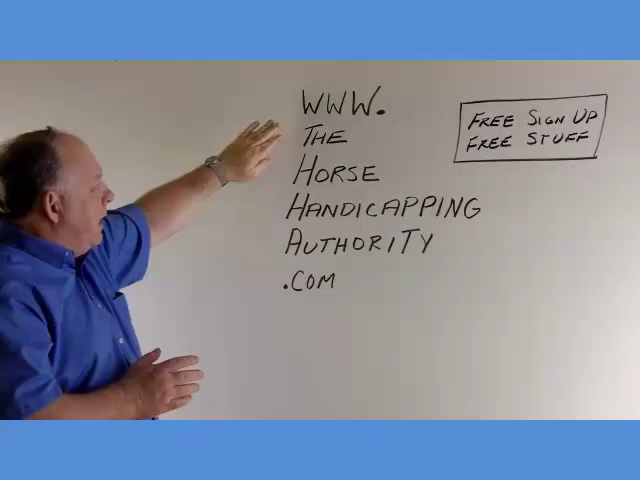 WWW.
THE
HORSE
HANDICAPPING
AUTHORITY
.COM
FREE SIGN UP
FREE STUFF